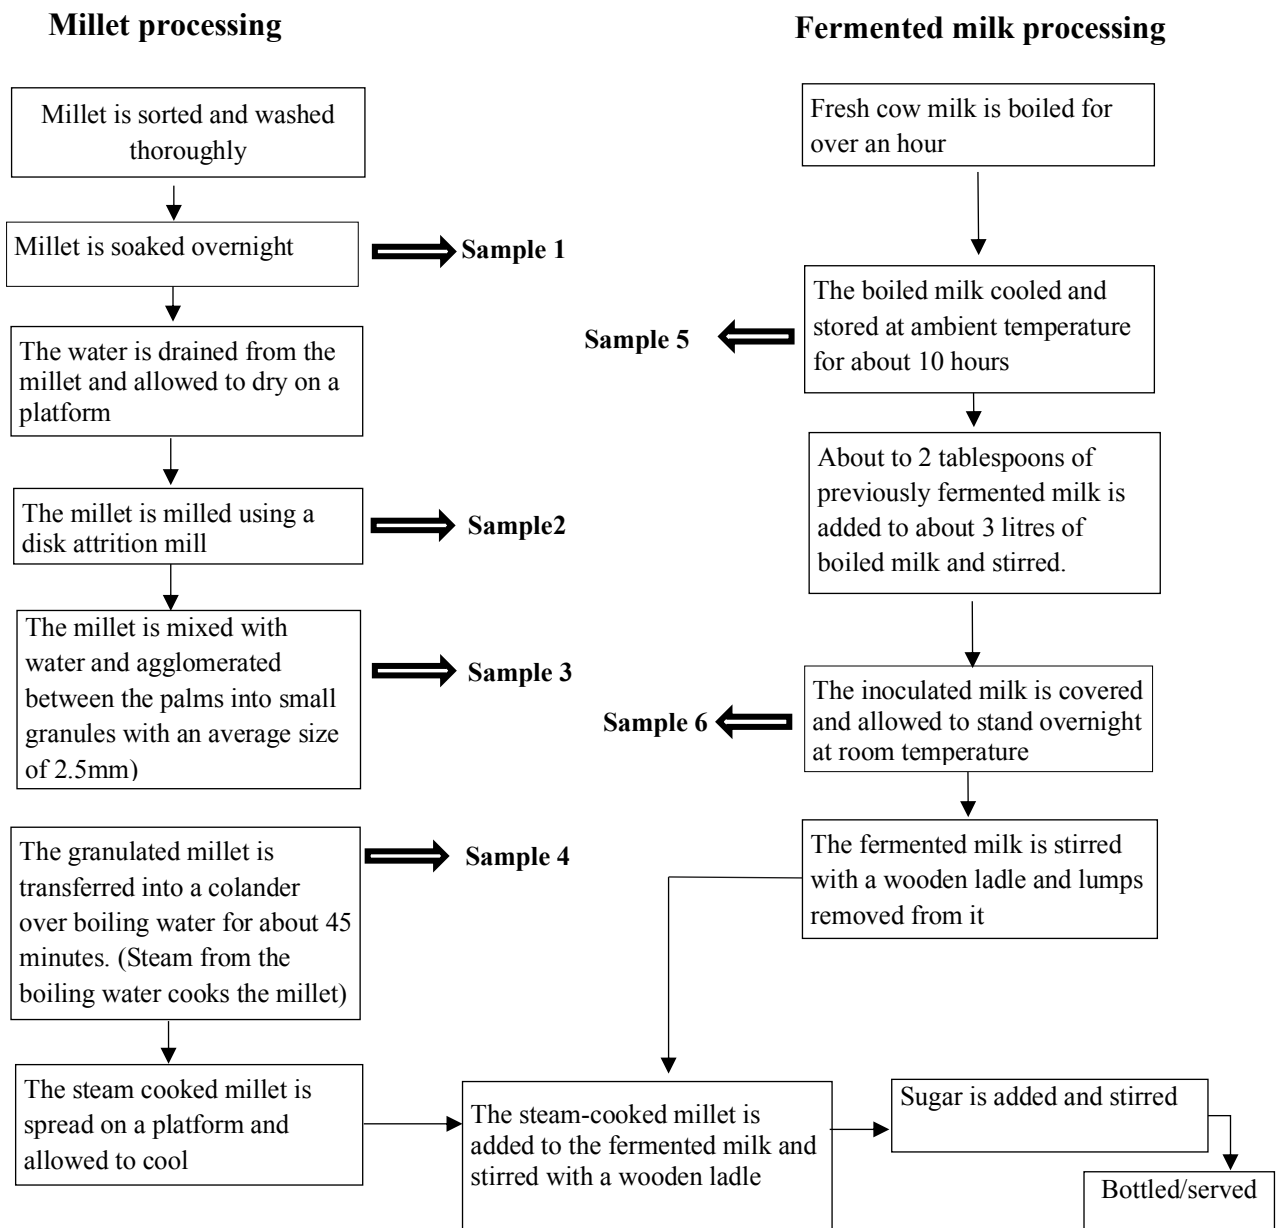 Millet processing
Millet is sorted and washed
thoroughly
Millet is soaked overnight
Sample 1
The water is drained from the
millet and allowed to dry on a
platform
The millet is milled using a
disk attrition mill
Sample2
The millet is mixed with
water and agglomerated
between the palms into small
granules with an average size
of 2.5mm)
Sample 3
The granulated millet is
transferred into a colander
over boiling water for about 45
minutes. (Steam from the
boiling water cooks the millet)
Sample 4
The steam cooked millet is
spread on a platform and
allowed to cool
Fermented milk processing
Fresh cow milk is boiled for
over an hour
The boiled milk cooled and
stored at ambient temperature
for about 10 hours
Sample 5
About to 2 tablespoons of
previously fermented milk is
added to about 3 litres of
boiled milk and stirred.
The inoculated milk is covered
and allowed to stand overnight
at room temperature
Sample 6
The fermented milk is stirred
with a wooden ladle and lumps
removed from it
The steam-cooked millet is
added to the fermented milk and
stirred with a wooden ladle
Sugar is added and stirred
Bottled/served